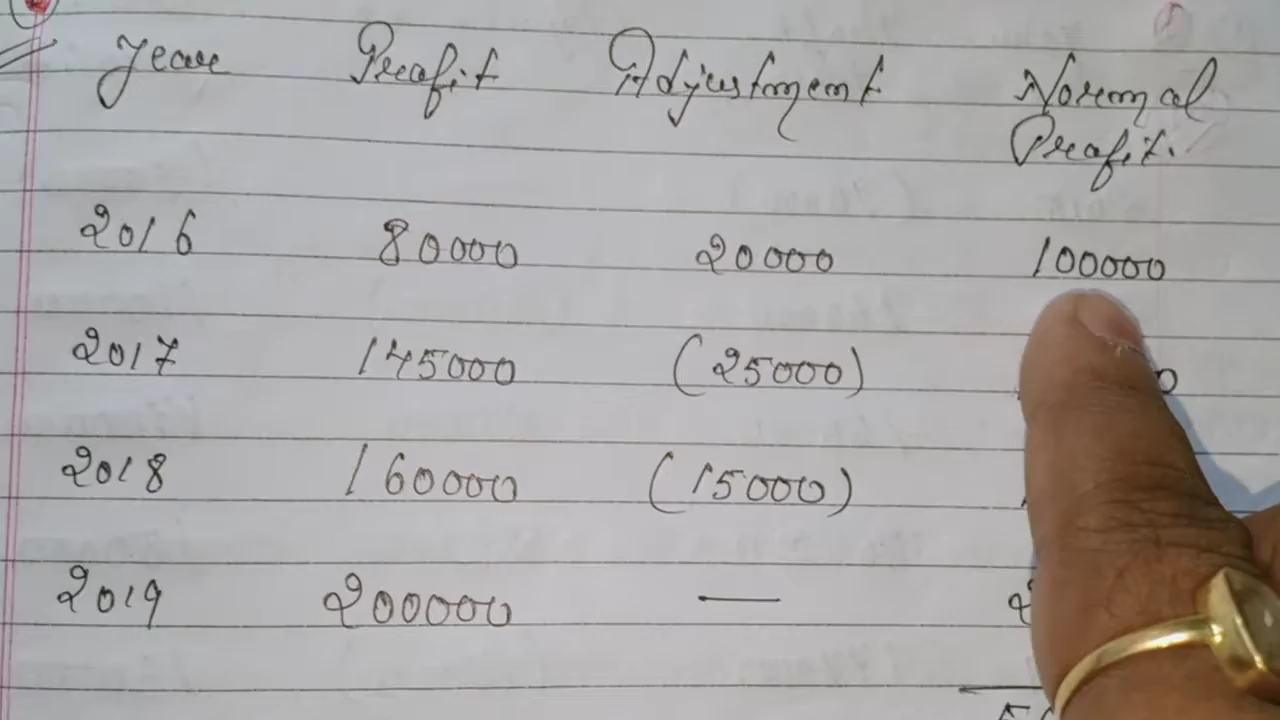 Year Profit Adjustment Normal
Profit.
2016 80000 20000 100000
2017 145000 (25000)
2018 160000 (15000)
2019 200000 —